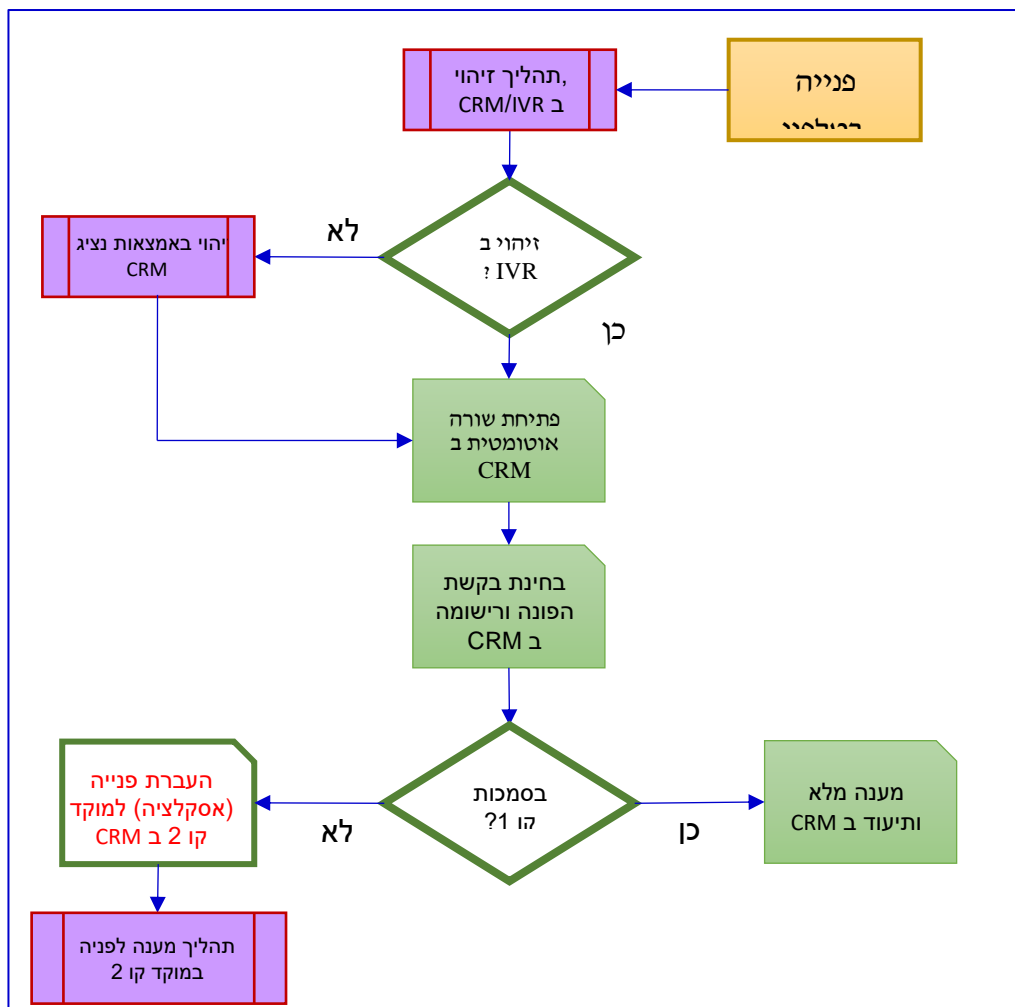 פנייה
תהליך זיהוי,
ב CRM/IVR
זיהוי ב
IVR ?
לא
יהוי באמצאות נציג
CRM
כן
פתיחת שורה
אוטומטית ב
CRM
בחינת בקשת
הפונה ורישומה
ב CRM
בסמכות
קו 1?
כן
מענה מלא
ותיעוד ב CRM
לא
העברת פנייה
(אסקלציה) למוקד
קו 2 ב CRM
תהליך מענה לפניה
במוקד קו 2